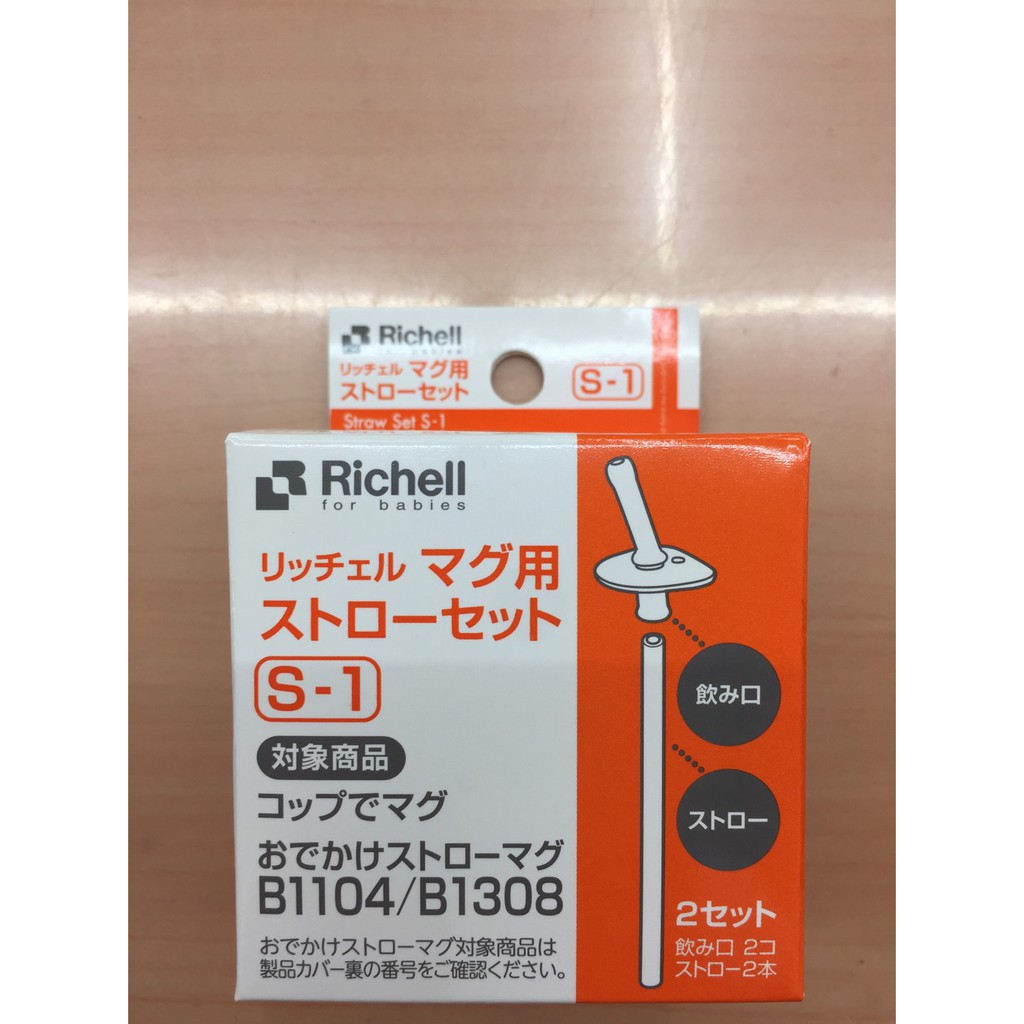 Richell
for babies
リッチェル マグ用
ストローセット
S-1
Straw Set S-1
Richell
for babies
リッチェル マグ用
ストローセット
S-1
対象商品
コップでマグ
おでかけストローマグ
B1104/B1308
おでかけストローマグ対象商品は
製品カバー裏の番号をご確認ください。
飲み口
ストロー
2セット
飲み口 2コ
ストロー2本